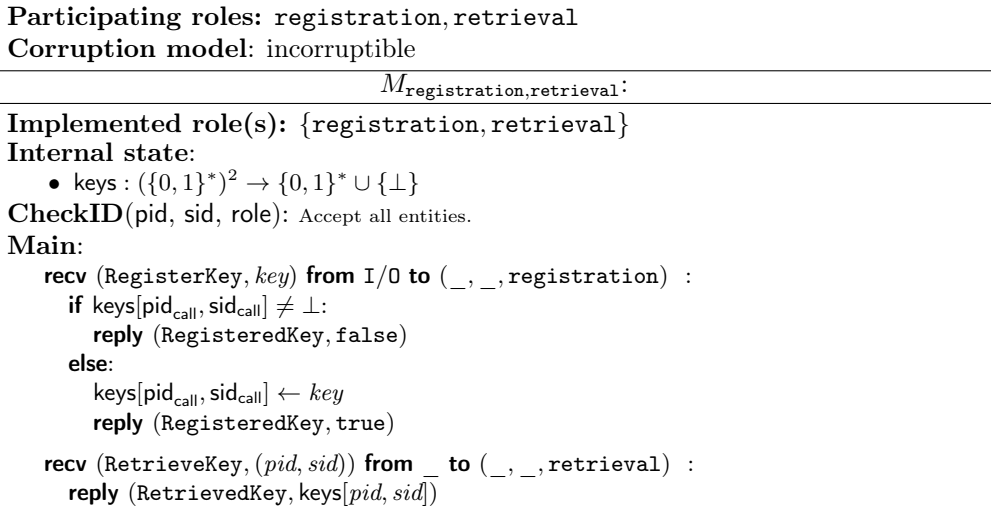 Participating roles: registration, retrieval
Corruption model: incorruptible
M_registration,retrieval:
Implemented role(s): {registration, retrieval}
Internal state:
• keys : ({0, 1}*)² → {0, 1}* ∪ {⊥}
CheckID(pid, sid, role): Accept all entities.
Main:
recv (RegisterKey, key) from I/O to (_, _, registration) :
if keys[pid_call, sid_call] ≠ ⊥:
reply (RegisteredKey, false)
else:
keys[pid_call, sid_call] ← key
reply (RegisteredKey, true)
recv (RetrieveKey, (pid, sid)) from _ to (_, _, retrieval) :
reply (RetrievedKey, keys[pid, sid])